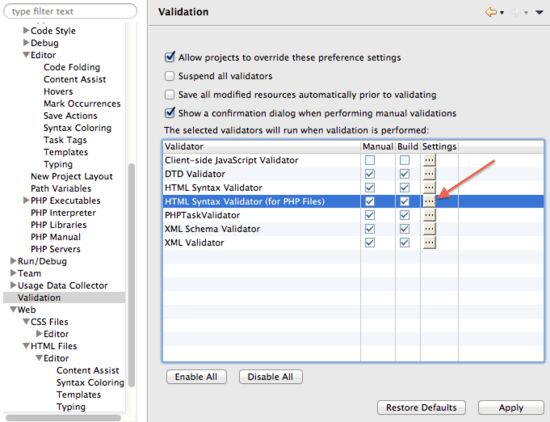 type filter text
Code Style
Debug
Editor
Code Folding
Content Assist
Hovers
Mark Occurrences
Save Actions
Syntax Coloring
Task Tags
Templates
Typing
New Project Layout
Path Variables
PHP Executables
PHP Interpreter
PHP Libraries
PHP Manual
PHP Servers
Run/Debug
Team
Usage Data Collector
Validation
Web
CSS Files
Editor
HTML Files
Editor
Content Assist
Syntax Coloring
Templates
Typing
Validation
Allow projects to override these preference settings
Suspend all validators
Save all modified resources automatically prior to validating
Show a confirmation dialog when performing manual validations
The selected validators will run when validation is performed:
Validator Manual Build Settings
Client-side JavaScript Validator ...
DTD Validator ...
HTML Syntax Validator ...
HTML Syntax Validator (for PHP Files) ...
PHPTaskValidator ...
XML Schema Validator ...
XML Validator ...
Enable All Disable All
Restore Defaults Apply